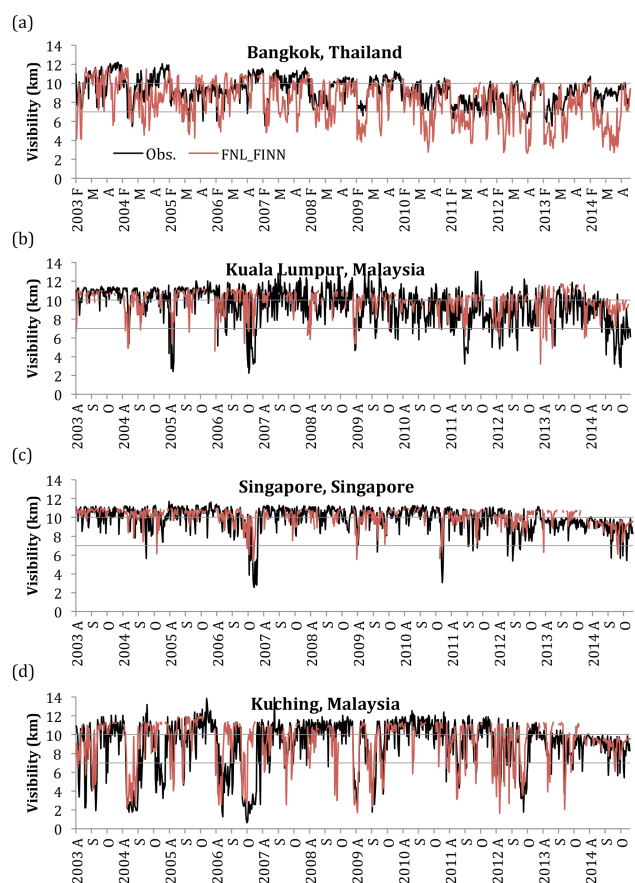 (a)
Bangkok, Thailand
Visibility (km)
14
12
10
8
6
4
2
0
Obs.
FNL_FINN
2003 F
M
A
2004 F
M
A
2005 F
M
A
2006 F
M
A
2007 F
M
A
2008 F
M
A
2009 F
M
A
2010 F
M
A
2011 F
M
A
2012 F
M
A
2013 F
M
A
2014 F
M
A
(b)
Kuala Lumpur, Malaysia
Visibility (km)
14
12
10
8
6
4
2
0
2003 A
S
O
2004 A
S
O
2005 A
S
O
2006 A
S
O
2007 A
S
O
2008 A
S
O
2009 A
S
O
2010 A
S
O
2011 A
S
O
2012 A
S
O
2013 A
S
O
2014 A
S
O
(c)
Singapore, Singapore
Visibility (km)
14
12
10
8
6
4
2
0
2003 A
S
O
2004 A
S
O
2005 A
S
O
2006 A
S
O
2007 A
S
O
2008 A
S
O
2009 A
S
O
2010 A
S
O
2011 A
S
O
2012 A
S
O
2013 A
S
O
2014 A
S
O
(d)
Kuching, Malaysia
Visibility (km)
14
12
10
8
6
4
2
0
2003 A
S
O
2004 A
S
O
2005 A
S
O
2006 A
S
O
2007 A
S
O
2008 A
S
O
2009 A
S
O
2010 A
S
O
2011 A
S
O
2012 A
S
O
2013 A
S
O
2014 A
S
O